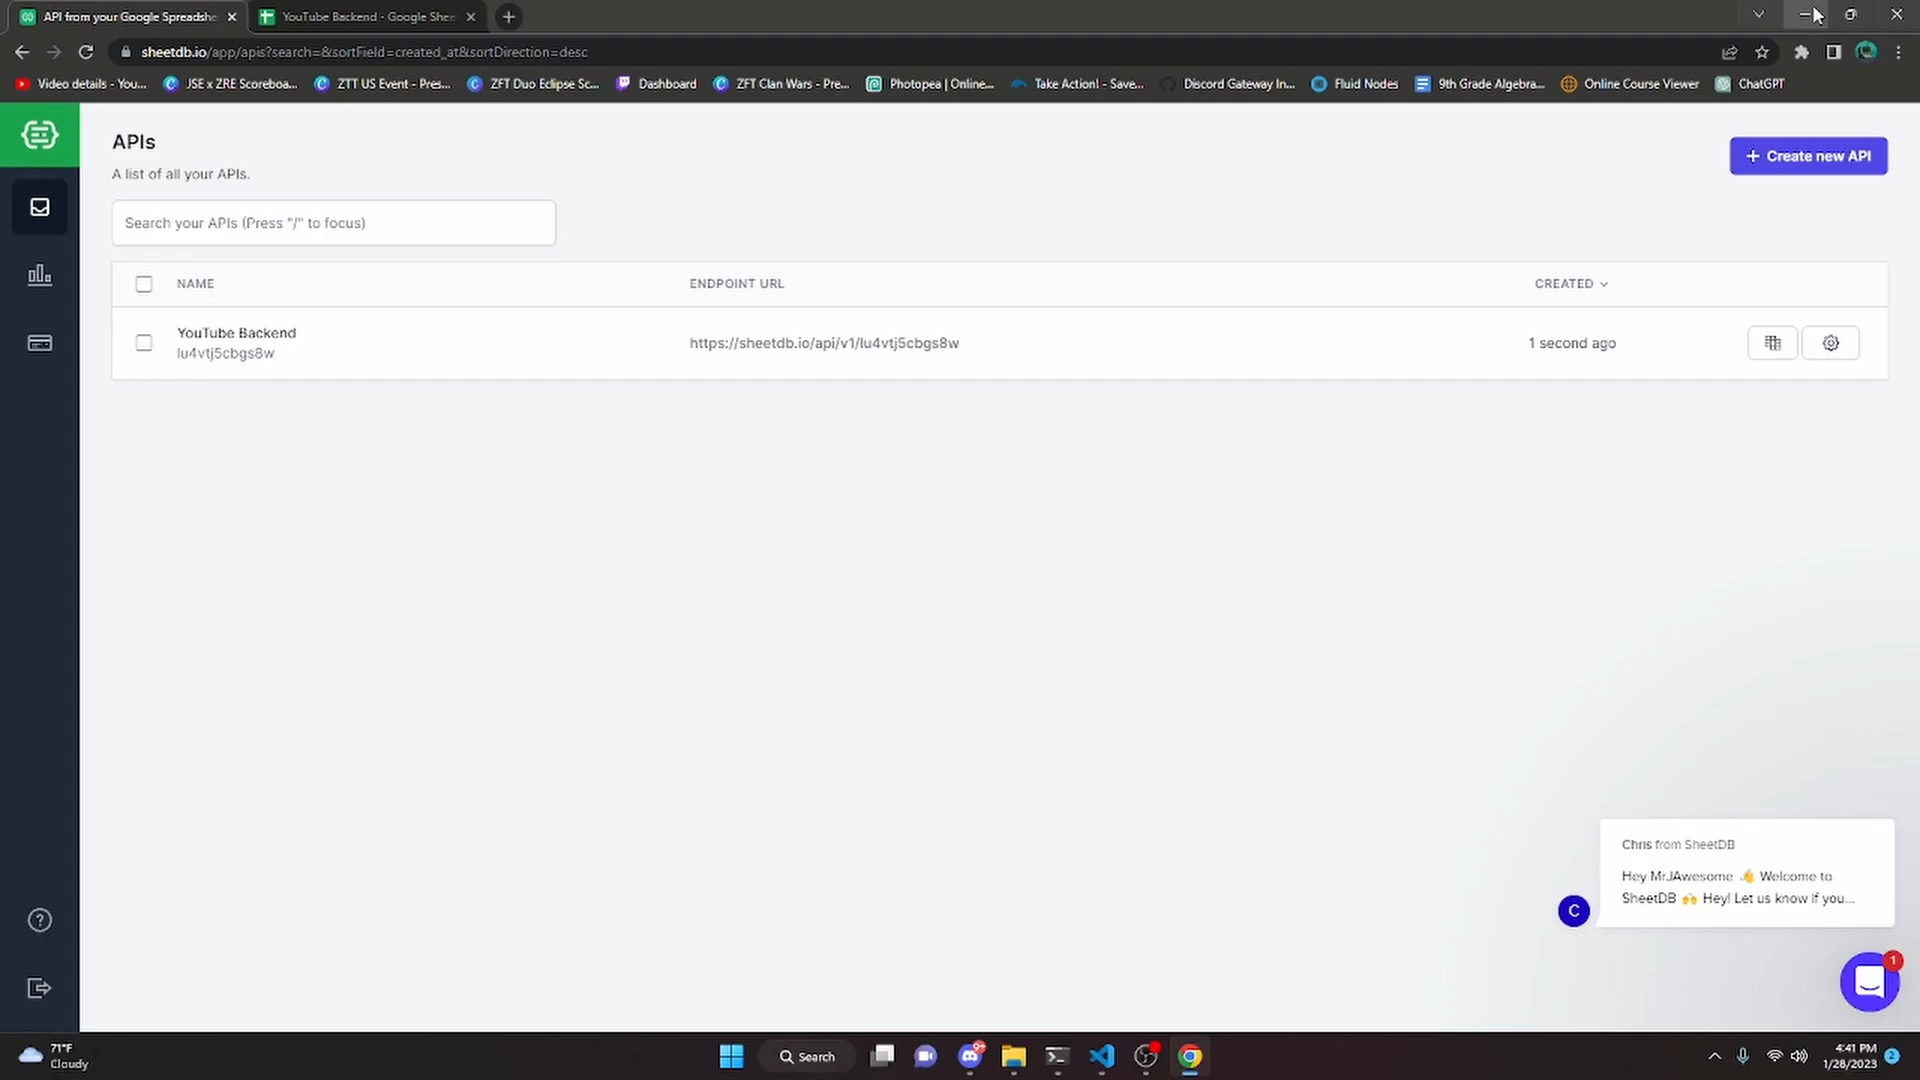 API from your Google Spreadshe
YouTube Backend - Google Shee
sheetdb.io/app/apis?search=&sortField=created_at&sortDirection=desc
Video details - You...
JSE x ZRE Scoreboa...
ZTT US Event - Pres...
ZFT Duo Eclipse Sc...
Dashboard
ZFT Clan Wars - Pre...
Photopea | Online...
Take Action! - Save...
Discord Gateway In...
Fluid Nodes
9th Grade Algebra...
Online Course Viewer
ChatGPT
APIs
A list of all your APIs.
+ Create new API
Search your APIs (Press "/" to focus)
NAME
ENDPOINT URL
CREATED
YouTube Backend
lu4vtj5cbgs8w
https://sheetdb.io/api/v1/lu4vtj5cbgs8w
1 second ago
Chris from SheetDB
Hey MrJAwesome 👋 Welcome to
SheetDB 🙌 Hey! Let us know if you...
C
1
71°F
Cloudy
Search
9+
4:41 PM
1/28/2023
2